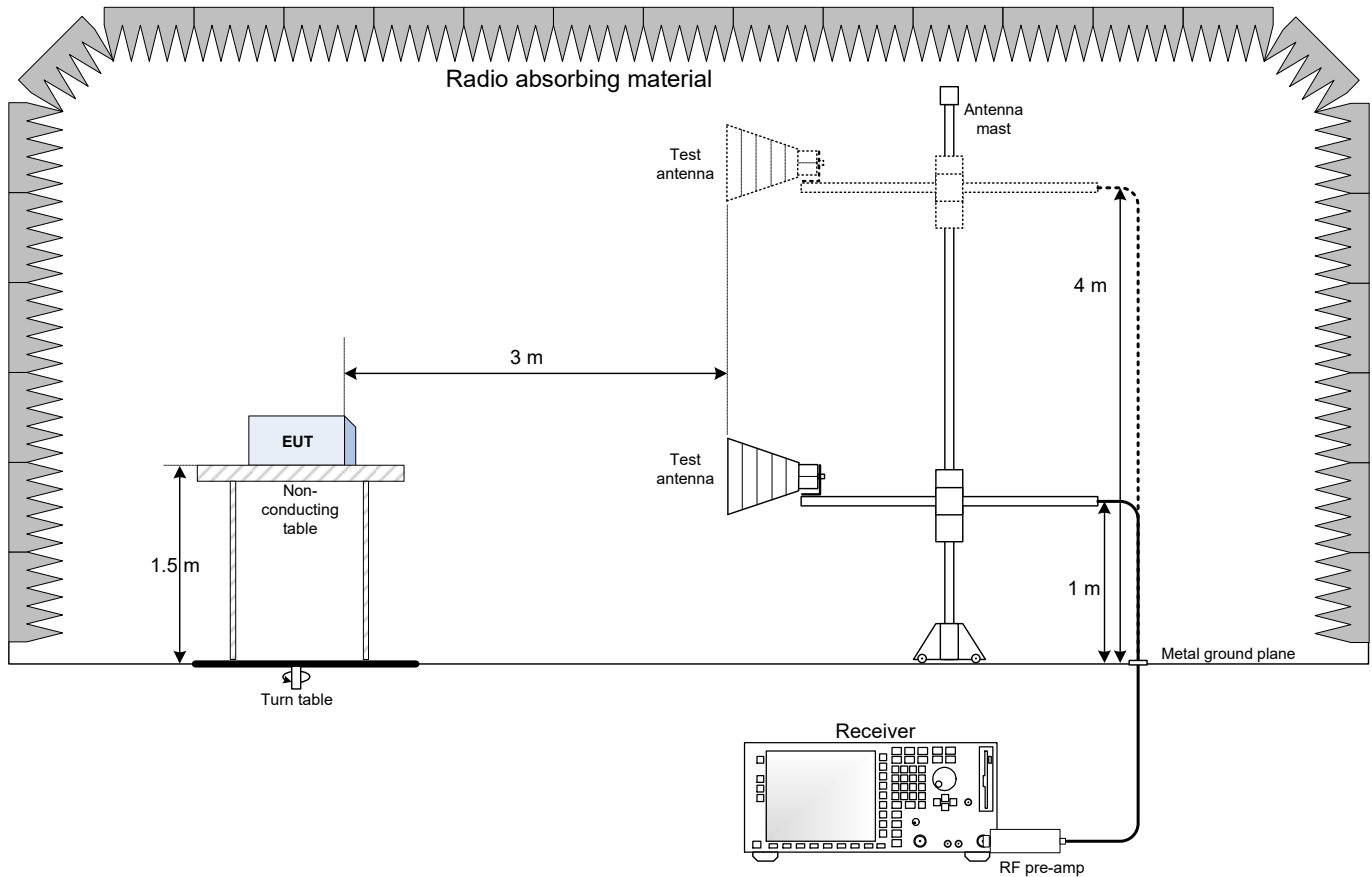 Radio absorbing material
Antenna
mast
Test
antenna
4 m
3 m
EUT
Test
antenna
Non-
conducting
table
1.5 m
1 m
Metal ground plane
Turn table
Receiver
RF pre-amp